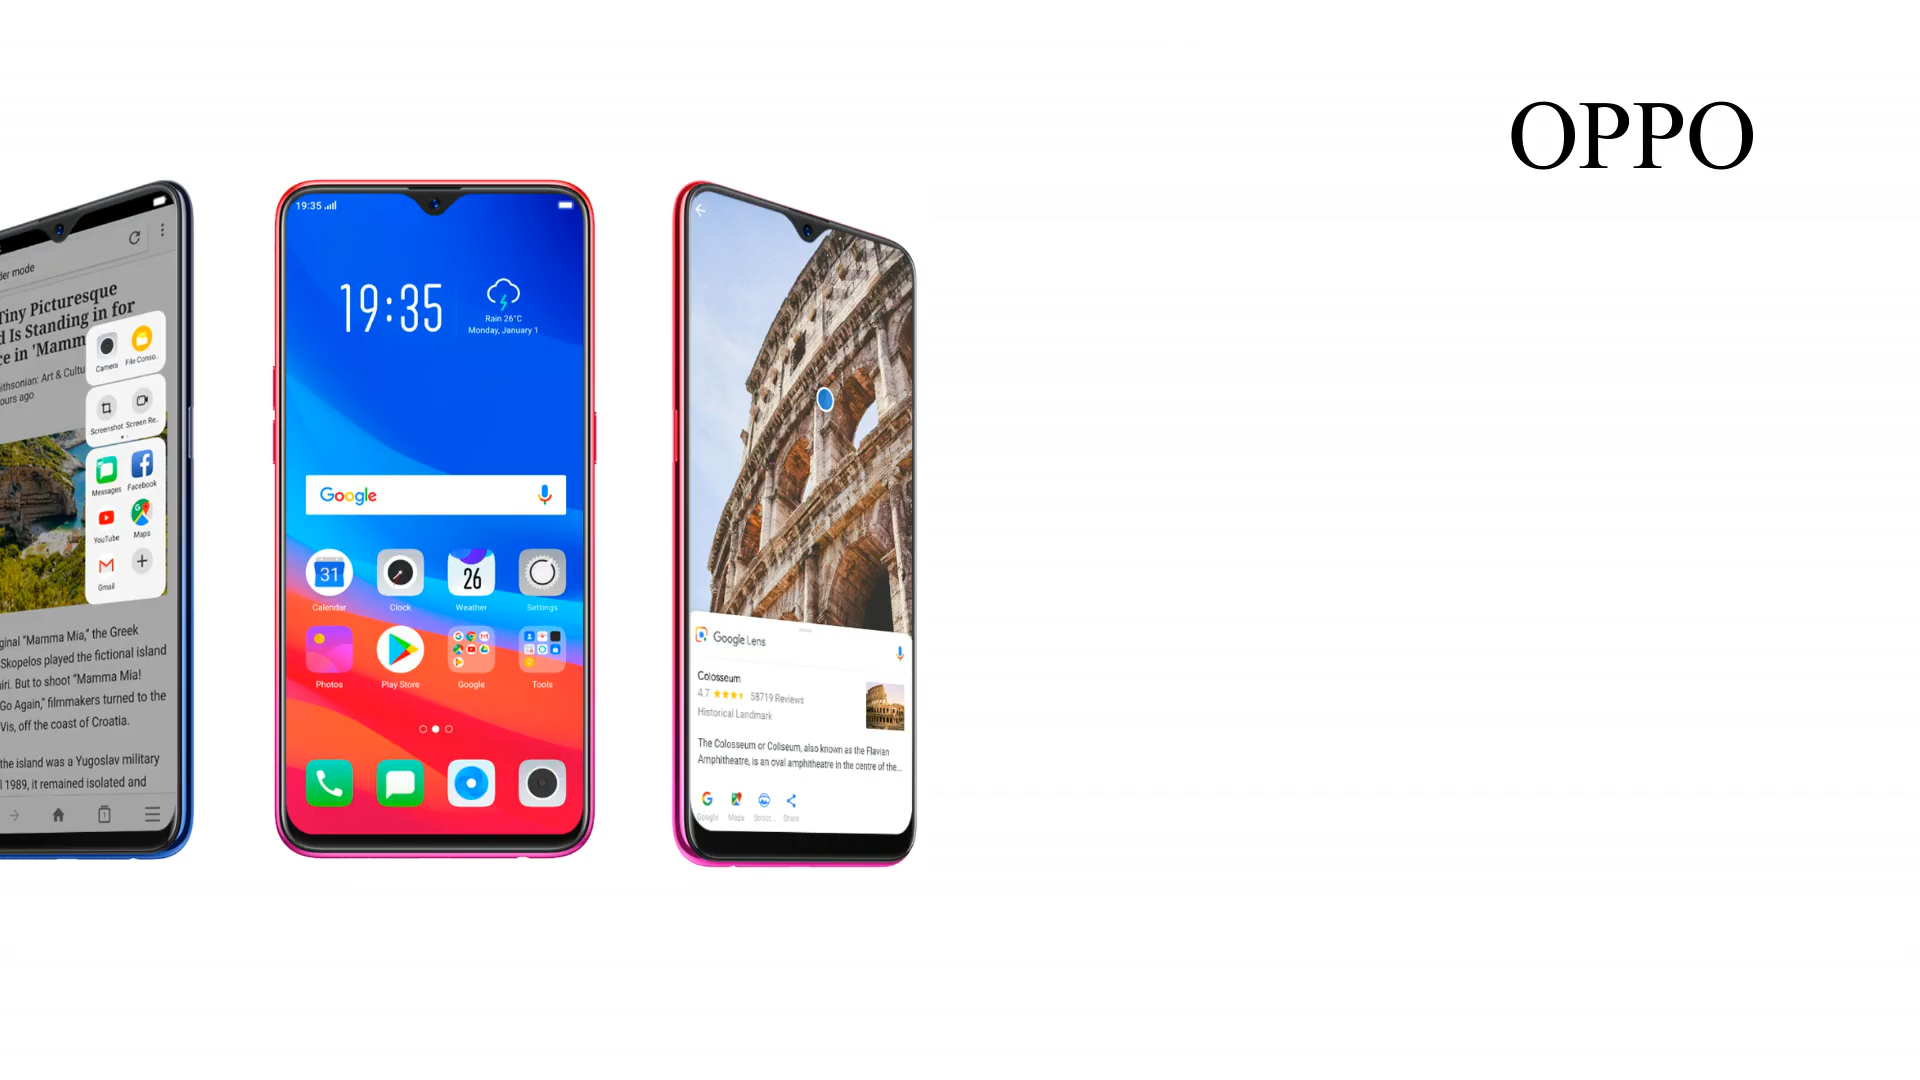 OPPO
der mode
Tiny Picturesque
d Is Standing in for
ce in 'Mamm
ithsonian: Art & Cultu
ours ago
Camera
File Conso..
Screenshot
Screen Re..
Messages
Facebook
YouTube
Maps
Gmail
ginal "Mamma Mia," the Greek
Skopelos played the fictional island
iri. But to shoot "Mamma Mia!
Go Again," filmmakers turned to the
Vis, off the coast of Croatia.
the island was a Yugoslav military
l 1989, it remained isolated and
19:35
19:35
Rain 26°C
Monday, January 1
Google
31
26
Calendar
Clock
Weather
Settings
Photos
Play Store
Google
Tools
Google Lens
Colosseum
4.7
58719 Reviews
Historical Landmark
The Colosseum or Coliseum, also known as the Flavian
Amphitheatre, is an oval amphitheatre in the centre of the...
Google
Maps
Share